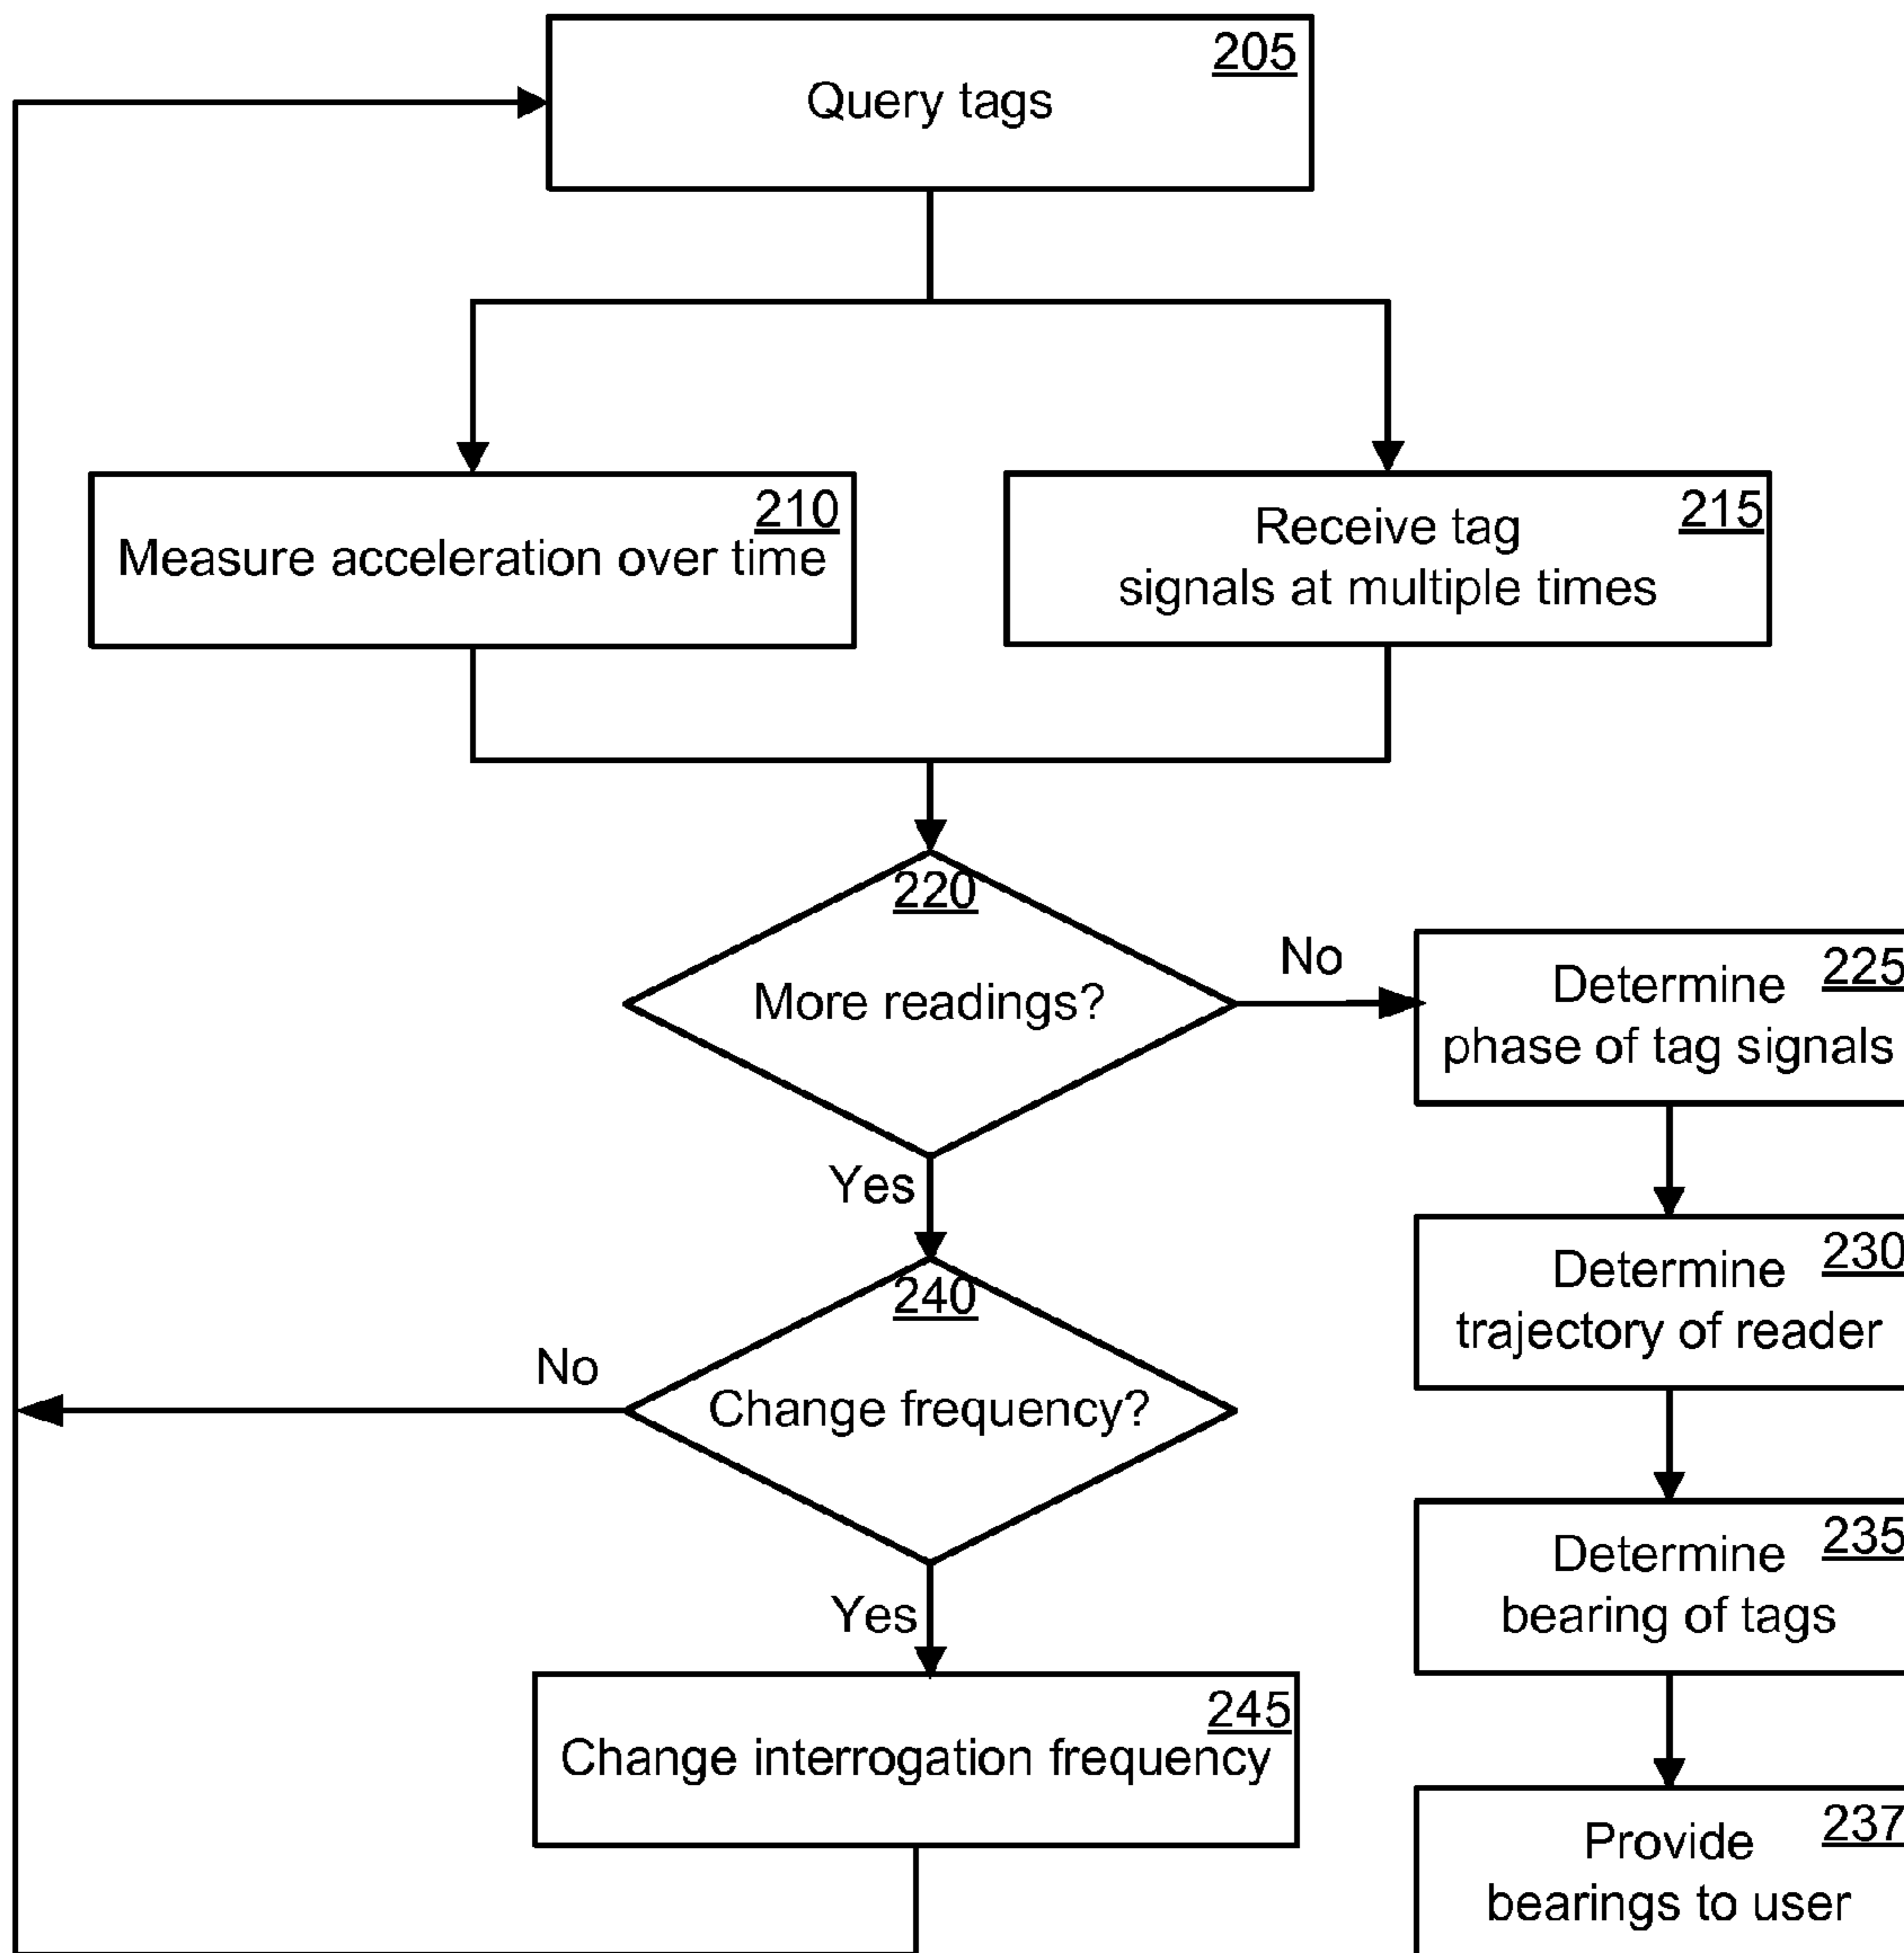 205
Query tags
210
Measure acceleration over time
215
Receive tag
signals at multiple times
220
More readings?
No
Yes
225
Determine
phase of tag signals
230
Determine
trajectory of reader
235
Determine
bearing of tags
237
Provide
bearings to user
240
Change frequency?
No
Yes
245
Change interrogation frequency